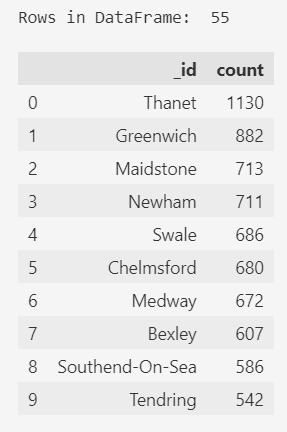 Rows in DataFrame:  55
_id count
0 Thanet 1130
1 Greenwich 882
2 Maidstone 713
3 Newham 711
4 Swale 686
5 Chelmsford 680
6 Medway 672
7 Bexley 607
8 Southend-On-Sea 586
9 Tendring 542